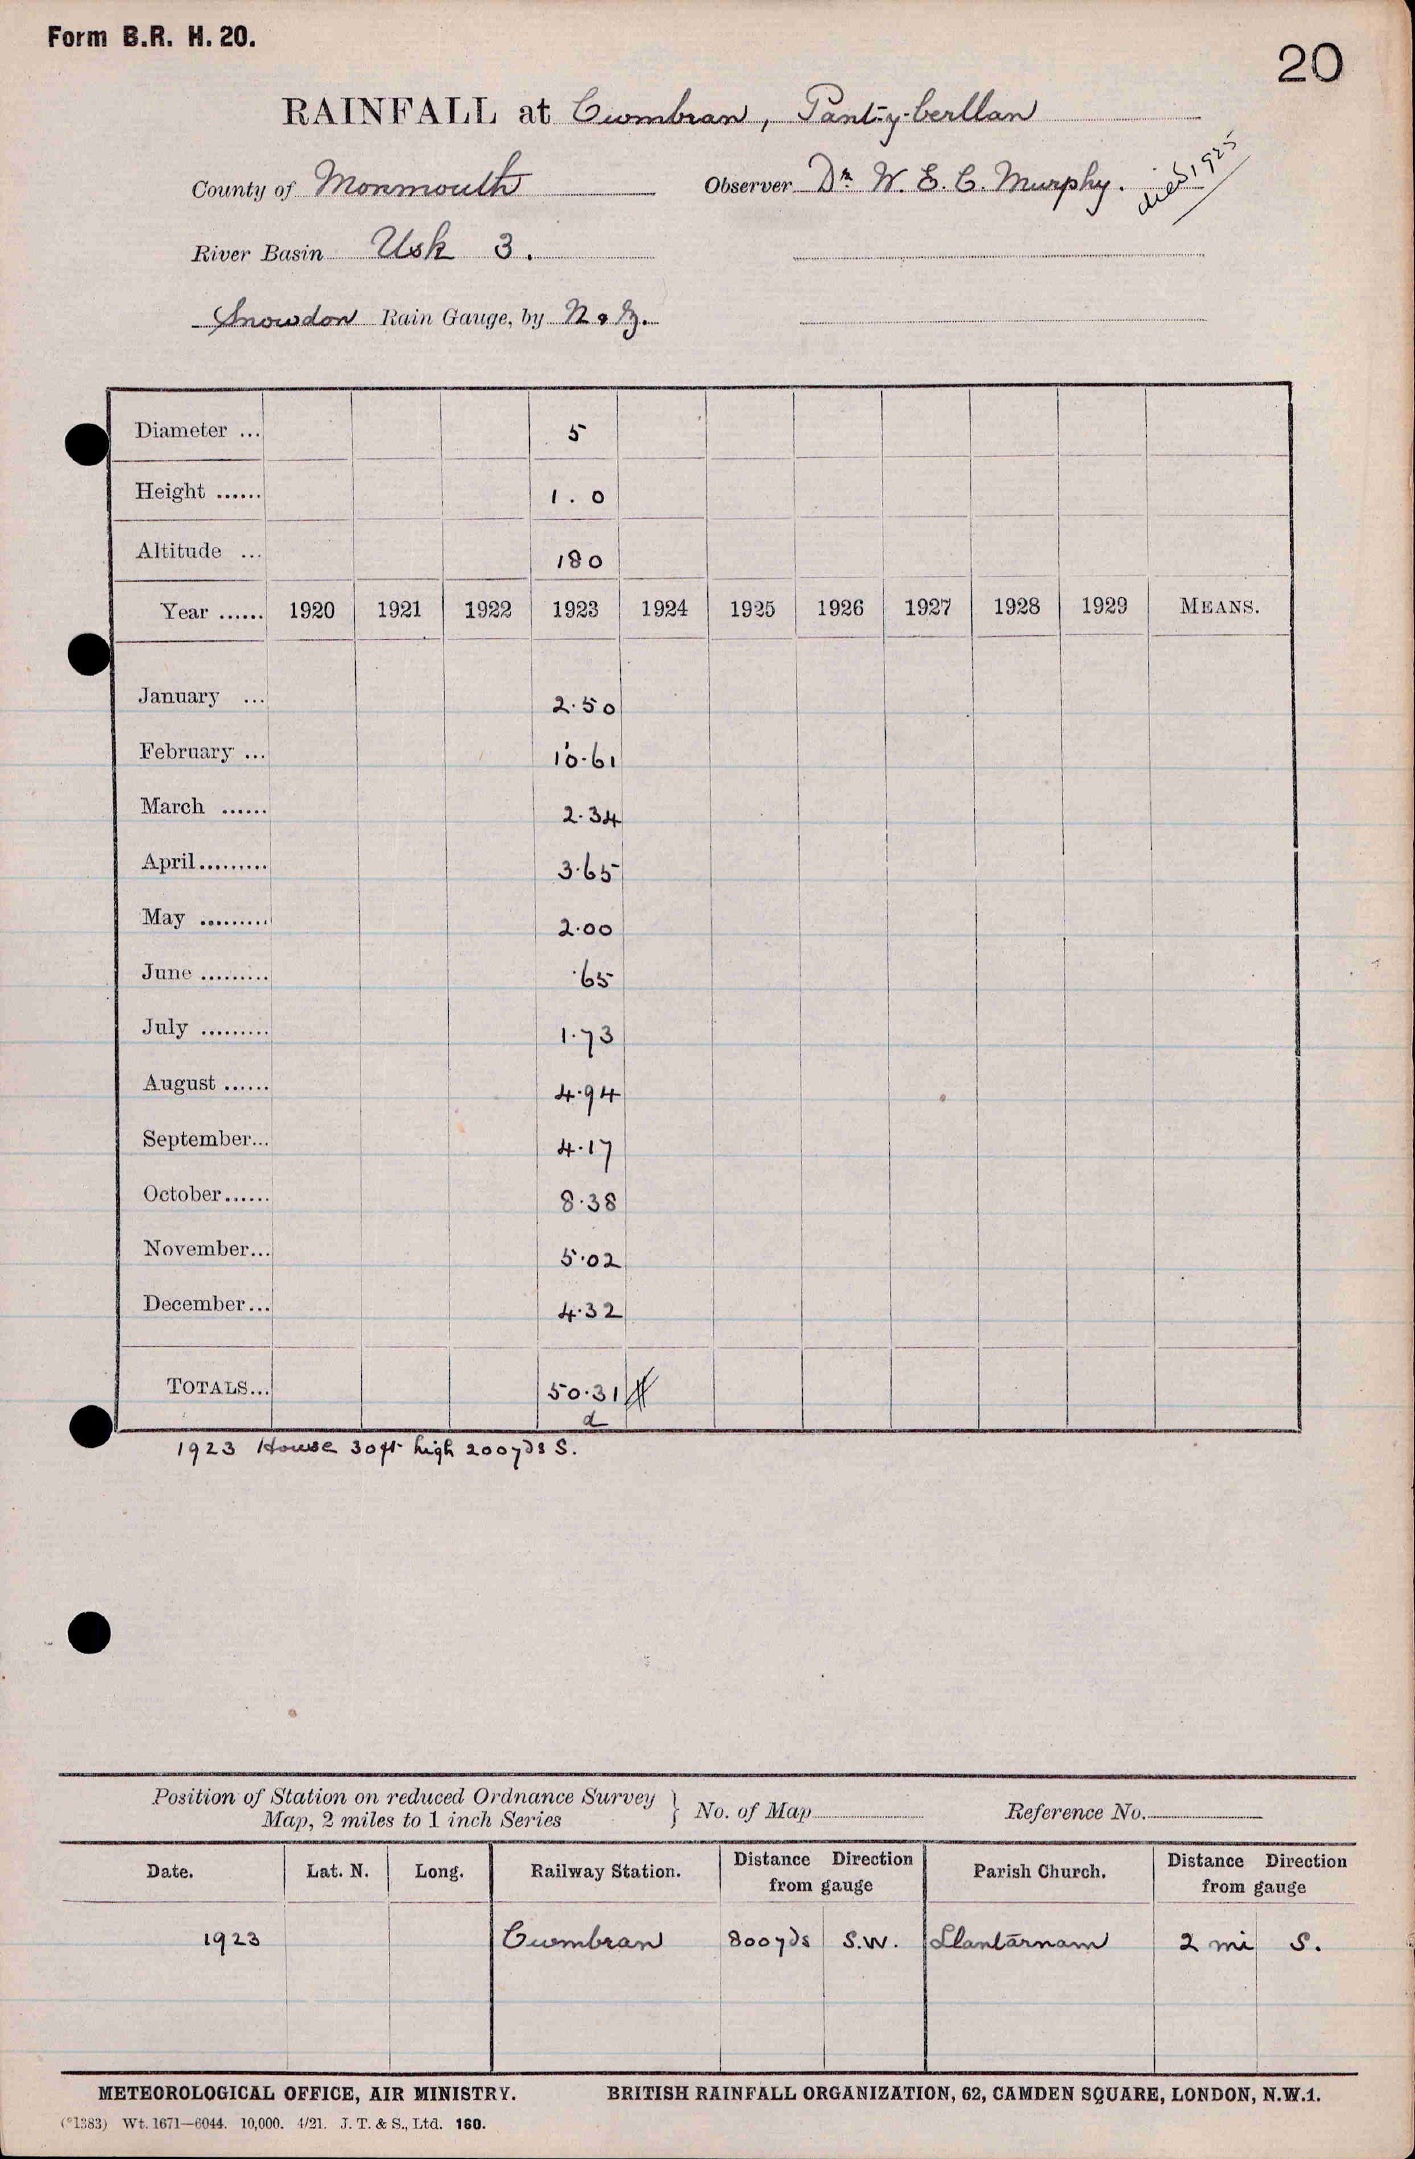 Form B.R. H. 20.
20
RAINFALL at Cwmbran, Pant-y-berllan
County of Monmouth Observer Dr. W. E. C. Murphy. died 1925
River Basin Usk 3.
Snowdon Rain Gauge, by N & Z.
Diameter ... 5
Height ...... 1.0
Altitude ... 180
Year ...... 1920 1921 1922 1923 1924 1925 1926 1927 1928 1929 MEANS.
January ... 2.50
February ... 10.61
March ...... 2.34
April......... 3.65
May ......... 2.00
June ......... .65
July ......... 1.73
August ...... 4.94
September... 4.17
October...... 8.38
November... 5.02
December... 4.32
TOTALS... 50.31
d
1923 House 30ft high 200yds S.
Position of Station on reduced Ordnance Survey
Map, 2 miles to 1 inch Series } No. of Map Reference No.
Date. Lat. N. Long. Railway Station. Distance Direction from gauge Parish Church. Distance Direction from gauge
1923 Cwmbran 800yds S.W. Llantarnam 2 mi S.
METEOROLOGICAL OFFICE, AIR MINISTRY. BRITISH RAINFALL ORGANIZATION, 62, CAMDEN SQUARE, LONDON, N.W.1.
(*1383) Wt. 1671—6044. 10,000. 4/21. J. T. & S., Ltd. 160.